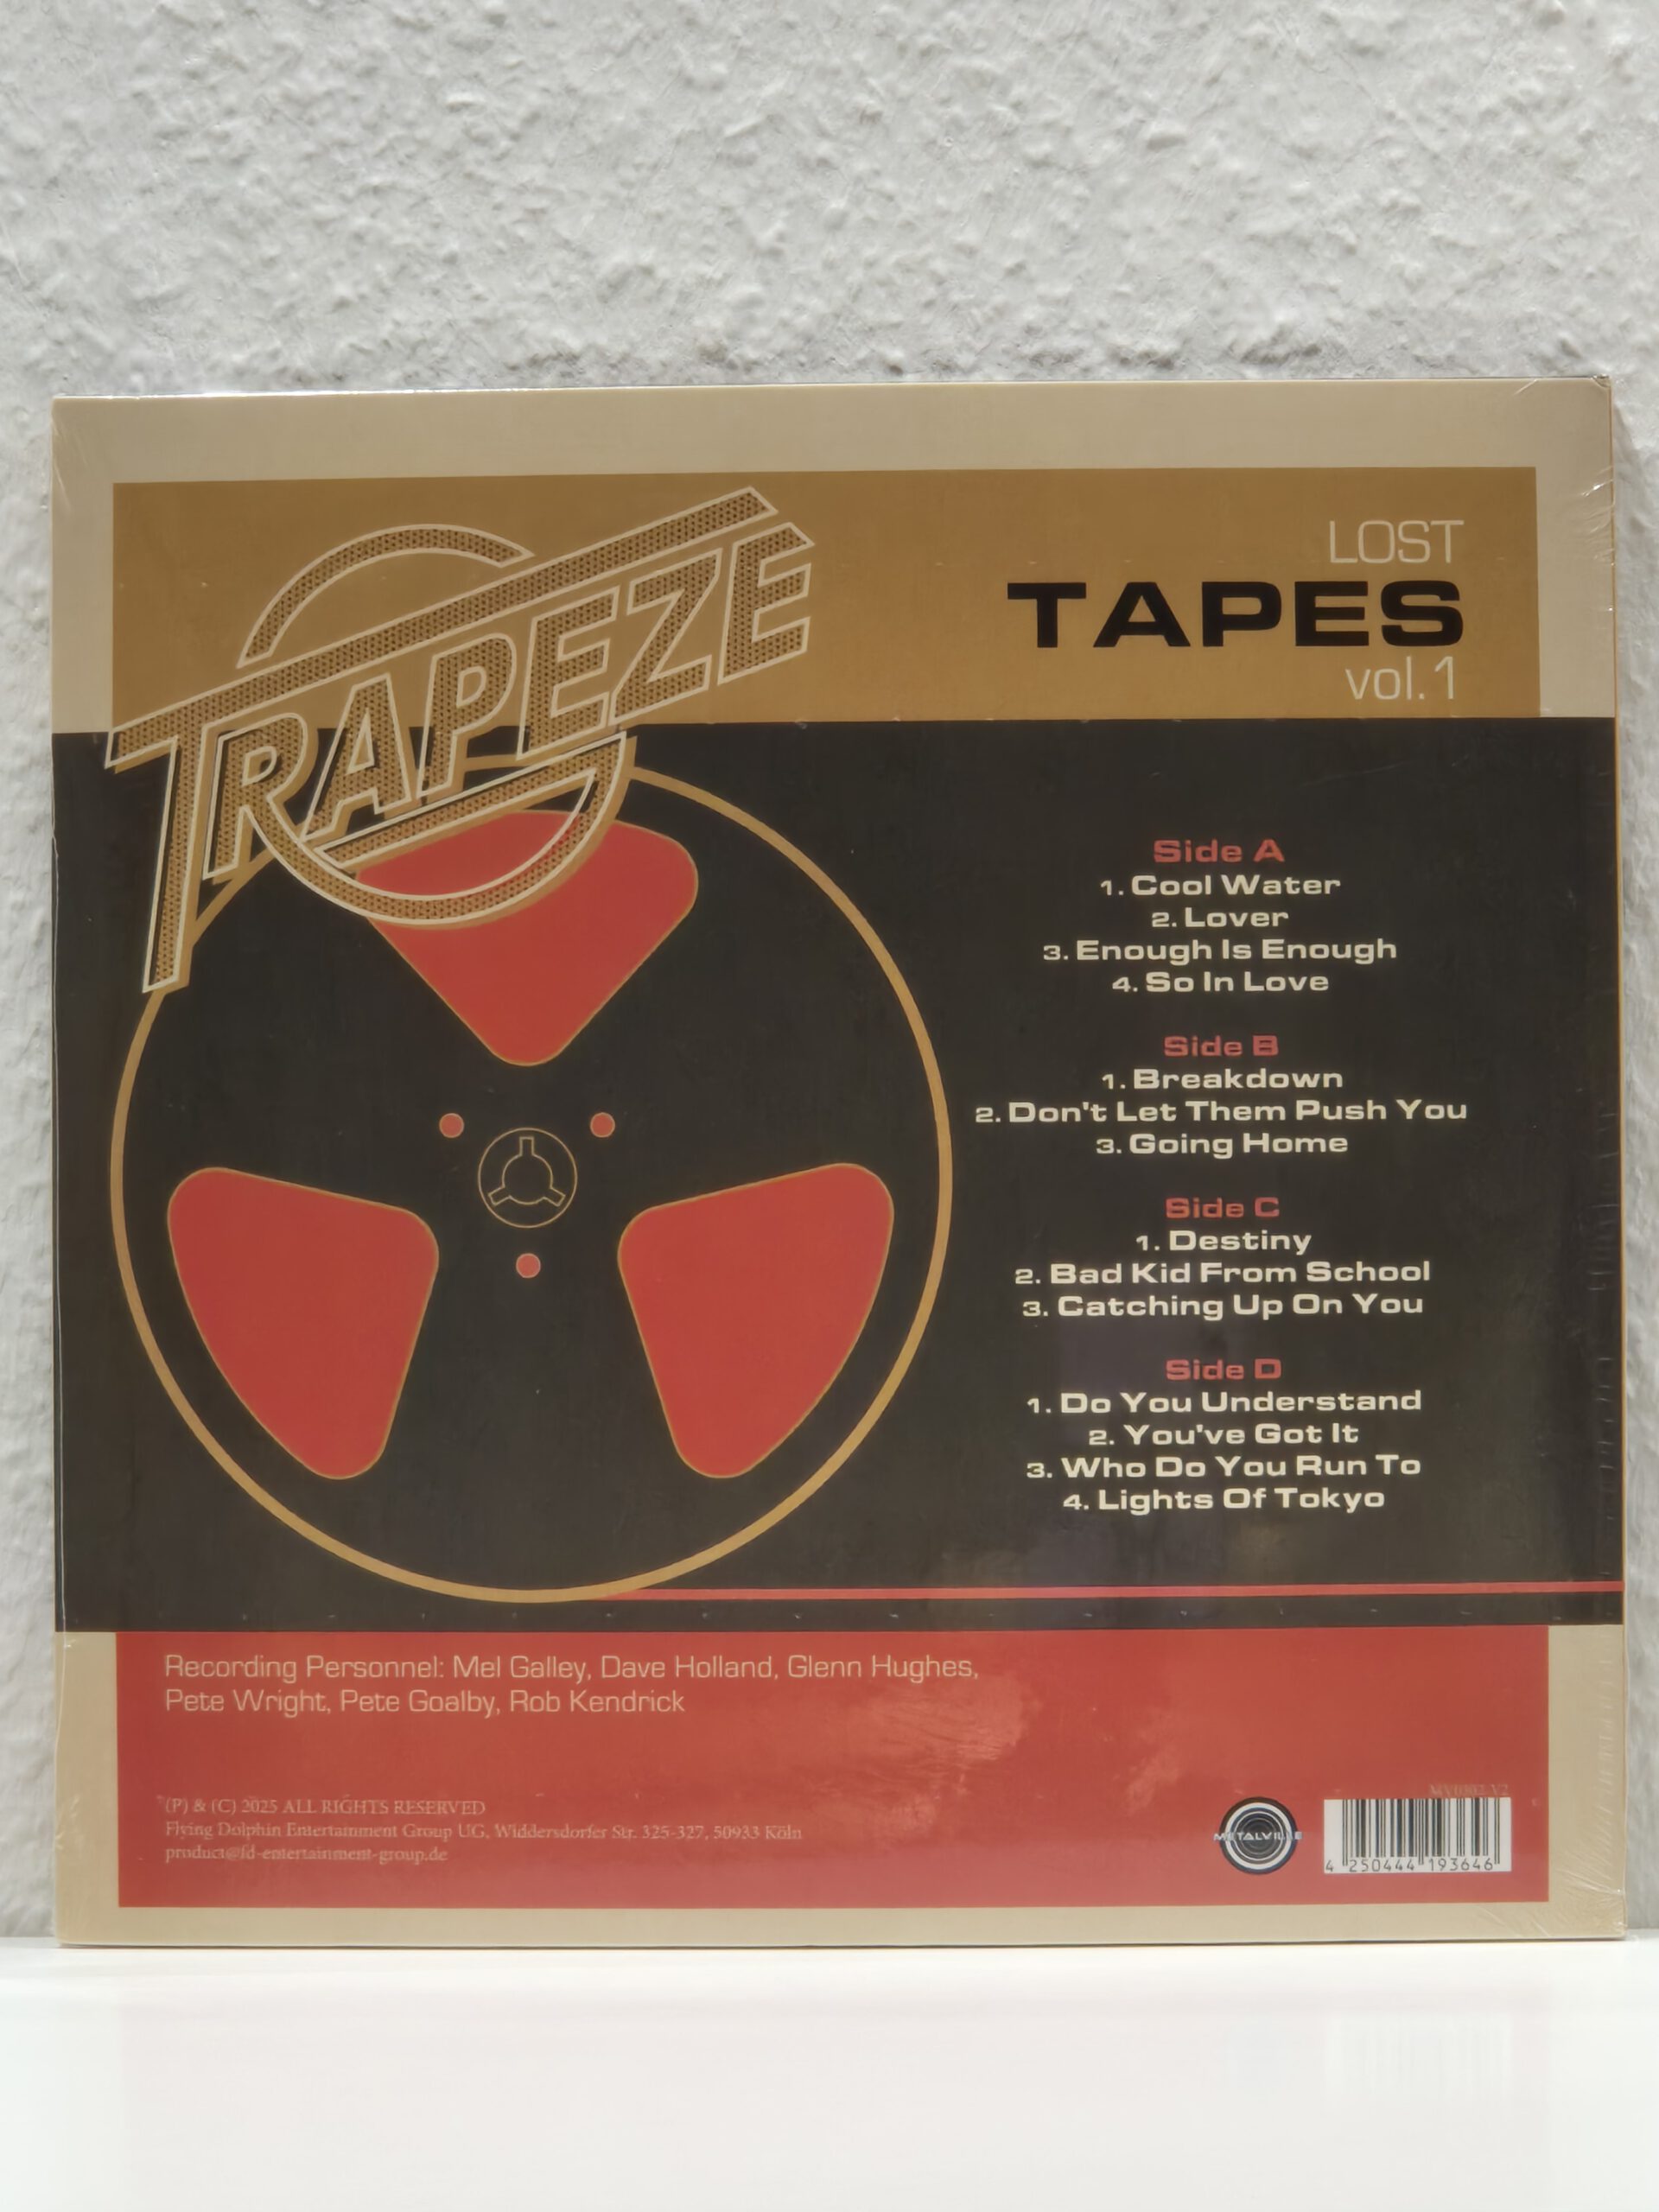 TRAPEZE
LOST
TAPES
vol.1
Side A
1. Cool Water
2. Lover
3. Enough Is Enough
4. So In Love
Side B
1. Breakdown
2. Don't Let Them Push You
3. Going Home
Side C
1. Destiny
2. Bad Kid From School
3. Catching Up On You
Side D
1. Do You Understand
2. You've Got It
3. Who Do You Run To
4. Lights Of Tokyo
Recording Personnel: Mel Galley, Dave Holland, Glenn Hughes,
Pete Wright, Pete Goalby, Rob Kendrick
(P) & (C) 2025 ALL RIGHTS RESERVED
Flying Dolphin Entertainment Group UG, Widdersdorfer Str. 325-327, 50933 Köln
product@fd-entertainment-group.de
METALVILLE
4 250444 193646